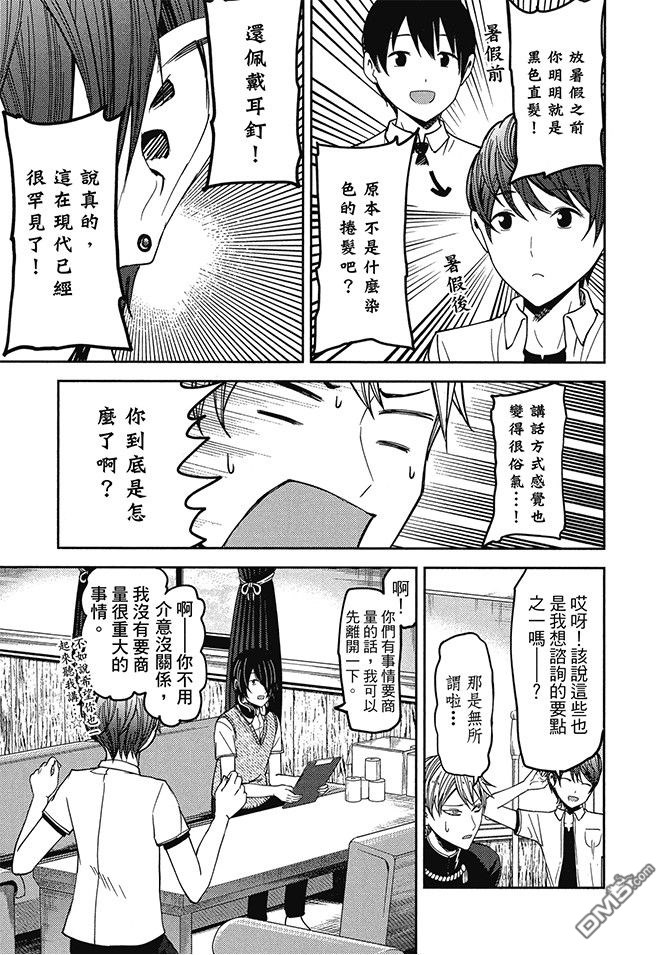 放暑假之前
你明明就是
黑色直髮！
暑假前
原本不是什麼染
色的捲髮吧？
暑假後
還佩戴耳釘！
說真的，
這在現代已經
很罕見了！
講話方式感覺也
變得很俗氣…！
你到底是怎
麼了啊？
哎呀！該說這些也
是我想諮詢的要點
之一嗎——？
那是無所
謂啦…
啊！
你們有事情要商
量的話，我可以
先離開一下。
啊——你不用
介意沒關係，
我沒有要商
量很重大的
事情。
不如說希望你也一
起來聽我講
DM5.com